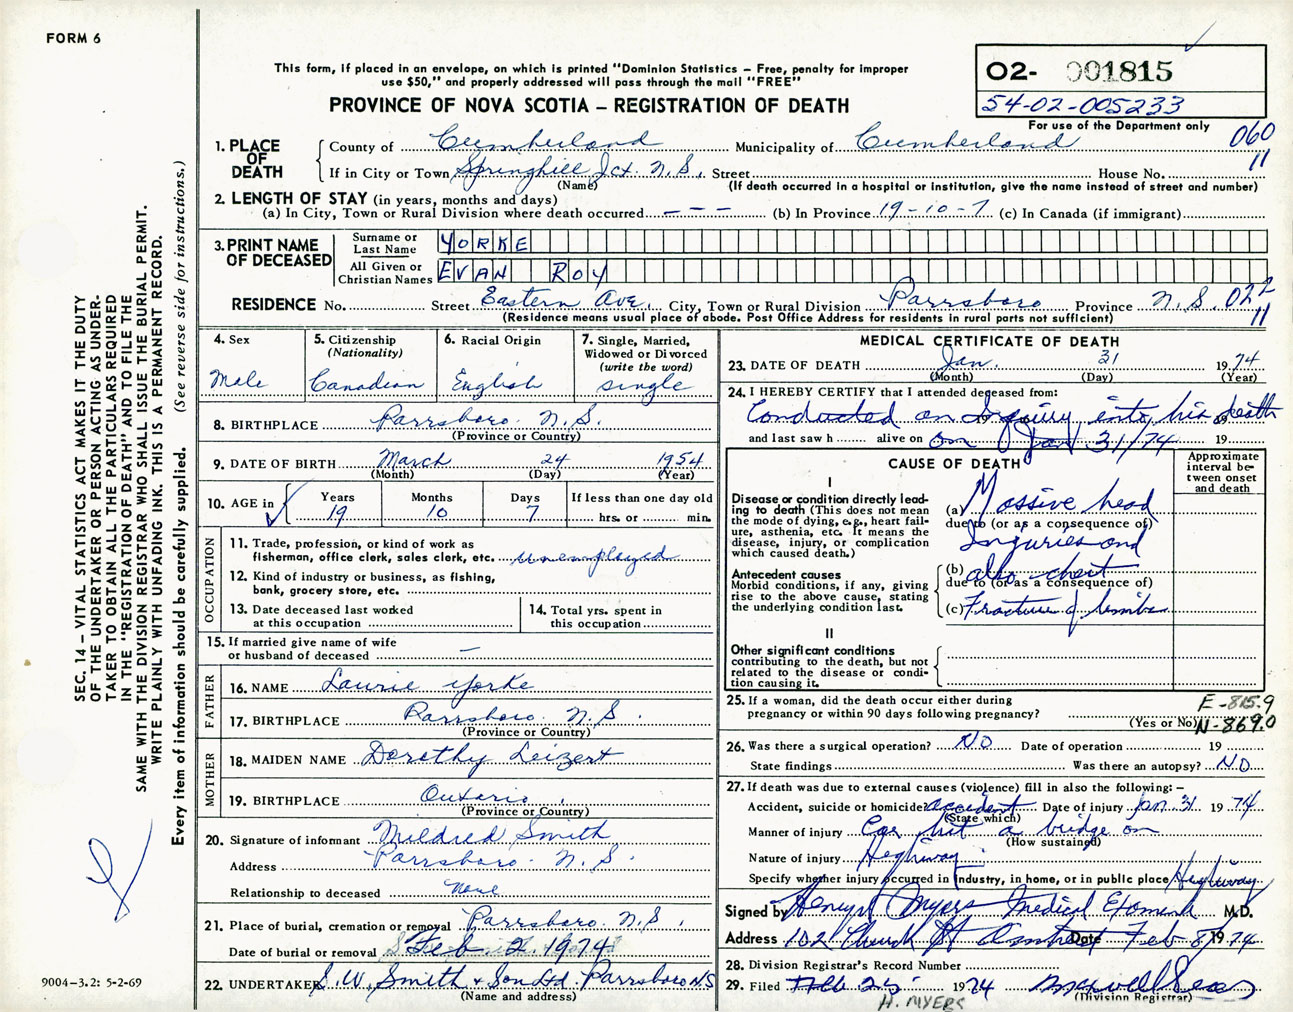 FORM 6
This form, if placed in an envelope, on which is printed "Dominion Statistics – Free, penalty for improper
use $50," and properly addressed will pass through the mail "FREE"
PROVINCE OF NOVA SCOTIA – REGISTRATION OF DEATH
O2- 001815
54-02-005233
For use of the Department only
060
11
1. PLACE OF DEATH
County of Cumberland Municipality of Cumberland
If in City or Town Springhill Jct. N.S. Street House No.
(Name) (If death occurred in a hospital or institution, give the name instead of street and number)
2. LENGTH OF STAY (in years, months and days)
(a) In City, Town or Rural Division where death occurred - - - (b) In Province 19-10-7 (c) In Canada (if immigrant)
3. PRINT NAME OF DECEASED
Surname or Last Name YORKE
All Given or Christian Names EVAN ROY
RESIDENCE No. Street Eastern Ave. City, Town or Rural Division Parrsboro Province N.S. 022
11
(Residence means usual place of abode. Post Office Address for residents in rural parts not sufficient)
4. Sex
Male
5. Citizenship
(Nationality)
Canadian
6. Racial Origin
English
7. Single, Married,
Widowed or Divorced
(write the word)
single
8. BIRTHPLACE Parrsboro. N.S.
(Province or Country)
9. DATE OF BIRTH March 24 1954
(Month) (Day) (Year)
10. AGE in Years Months Days If less than one day old
19 10 7 hrs. or min.
OCCUPATION
11. Trade, profession, or kind of work as
fisherman, office clerk, sales clerk, etc. unemployed
12. Kind of industry or business, as fishing,
bank, grocery store, etc.
13. Date deceased last worked
at this occupation
14. Total yrs. spent in
this occupation
15. If married give name of wife
or husband of deceased —
FATHER
16. NAME Laurie Yorke
17. BIRTHPLACE Parrsboro. N.S.
(Province or Country)
MOTHER
18. MAIDEN NAME Dorothy Leizert
19. BIRTHPLACE Ontario.
(Province or Country)
20. Signature of informant Mildred Smith
Address Parrsboro. N.S.
Relationship to deceased none
21. Place of burial, cremation or removal Parrsboro. N.S.
Date of burial or removal Feb 2. 1974
22. UNDERTAKER S.W. Smith & Son Ltd. Parrsboro N.S
(Name and address)
MEDICAL CERTIFICATE OF DEATH
23. DATE OF DEATH Jan. 31 1974
(Month) (Day) (Year)
24. I HEREBY CERTIFY that I attended deceased from:
Conducted an Inquiry into his death
19 19
and last saw h alive on on Jan 31/74 19
CAUSE OF DEATH
Approximate
interval be-
tween onset
and death
I
Disease or condition directly lead-
ing to death (This does not mean
the mode of dying, e.g., heart fail-
ure, asthenia, etc. It means the
disease, injury, or complication
which caused death.)
(a) Massive head
due to (or as a consequence of)
Injuries and
Antecedent causes
Morbid conditions, if any, giving
rise to the above cause, stating
the underlying condition last.
(b) also chest
due to (or as a consequence of)
(c) Fracture of limbs
II
Other significant conditions
contributing to the death, but not
related to the disease or condi-
tion causing it.
25. If a woman, did the death occur either during
pregnancy or within 90 days following pregnancy?
(Yes or No)
E-815.9
N-869.0
26. Was there a surgical operation? NO Date of operation 19
State findings Was there an autopsy? NO
27. If death was due to external causes (violence) fill in also the following: –
Accident, suicide or homicide accident Date of injury Jan 31 1974
(State which)
Manner of injury Car hit a bridge on
(How sustained)
Nature of injury Highway
Specify whether injury occurred in industry, in home, or in public place Highway
Signed by Henry Myers Medical M.D.
Address 102 Church St Amherst Date Feb 8 1974
28. Division Registrar's Record Number
29. Filed Feb 25 1974
(Division Registrar)
H. MYERS
SEC. 14 – VITAL STATISTICS ACT MAKES IT THE DUTY
OF THE UNDERTAKER OR PERSON ACTING AS UNDER-
TAKER TO OBTAIN ALL THE PARTICULARS REQUIRED
IN THE "REGISTRATION OF DEATH" AND TO FILE THE
SAME WITH THE DIVISION REGISTRAR WHO SHALL ISSUE THE BURIAL PERMIT.
WRITE PLAINLY WITH UNFADING INK. THIS IS A PERMANENT RECORD.
Every item of information should be carefully supplied. (See reverse side for instructions.)
9004-3.2: 5-2-69